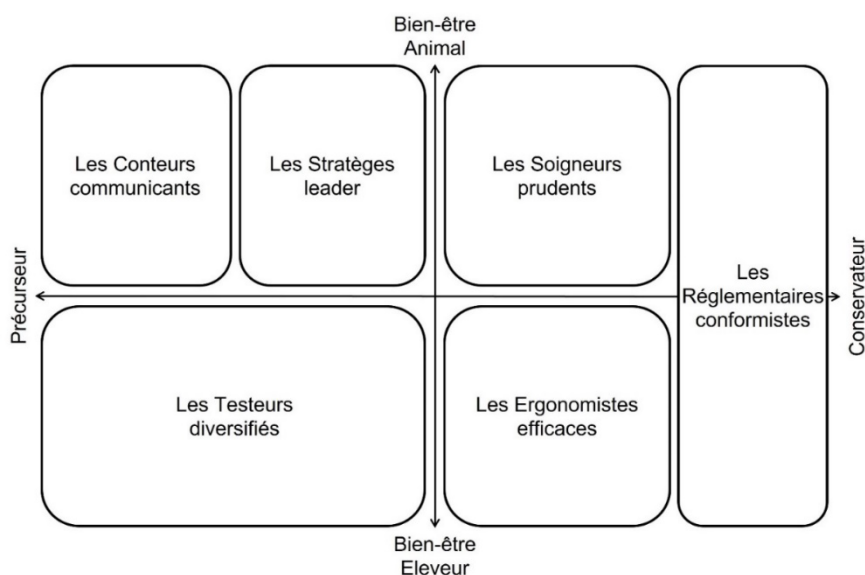 Bien-être
Animal
Les Conteurs
communicants
Les Stratèges
leader
Les Soigneurs
prudents
Précurseur
Les
Réglementaires
conformistes
Conservateur
Les Testeurs
diversifiés
Les Ergonomistes
efficaces
Bien-être
Eleveur